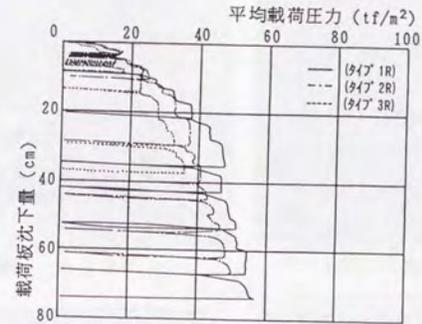 平均載荷圧力 (tf/m²)
0 20 40 60 80 100
(タイプ 1R)
(タイプ 2R)
(タイプ 3R)
20
40
60
80
載荷板沈下量 (cm)